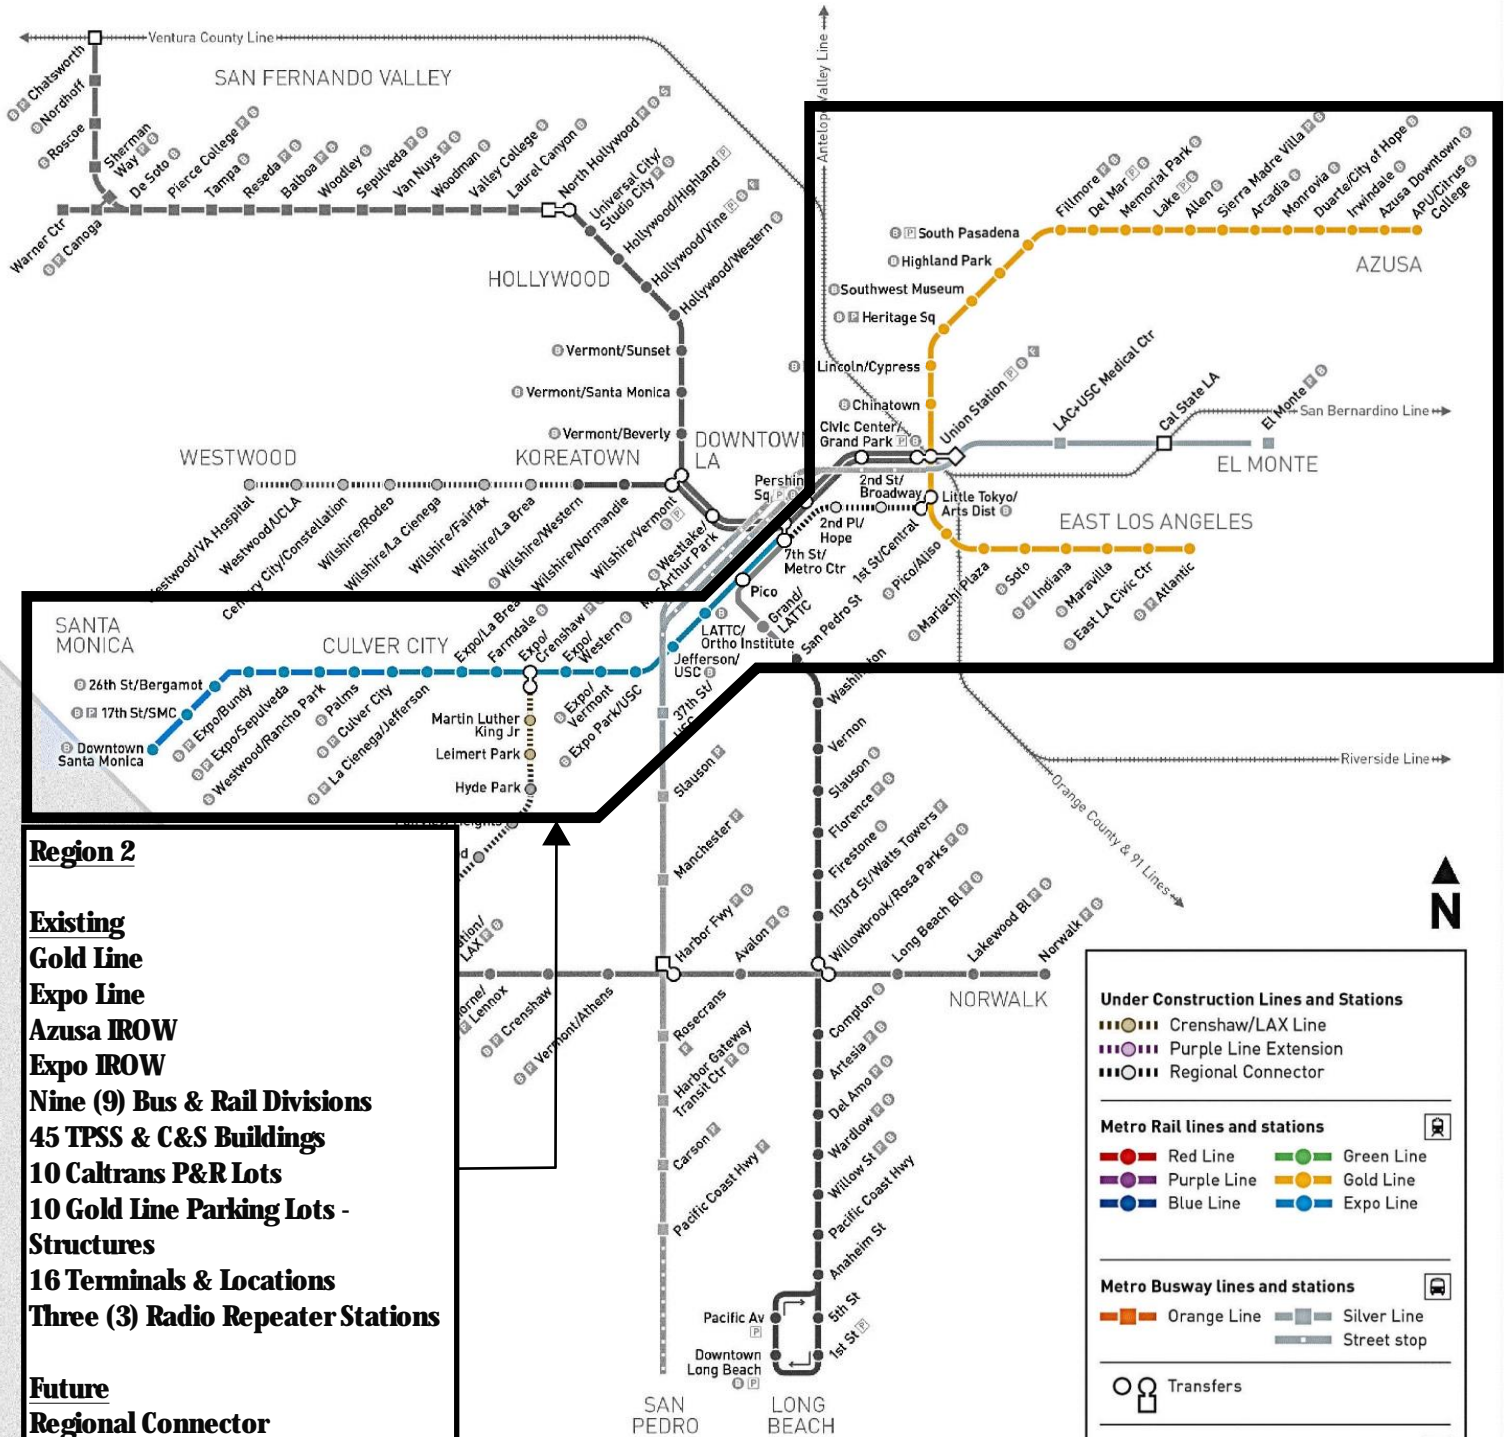 Ventura County Line
Antelope Valley Line
SAN FERNANDO VALLEY
Chatsworth
Nordhoff
Roscoe
Sherman
Way
De Soto
Pierce College
Tampa
Reseda
Balboa
Woodley
Sepulveda
Van Nuys
Woodman
Valley College
Laurel Canyon
North Hollywood
Warner Ctr
Canoga
Universal City/
Studio City
Hollywood/Highland
Hollywood/Vine
Hollywood/Western
HOLLYWOOD
Vermont/Sunset
Vermont/Santa Monica
Vermont/Beverly
Fillmore
Del Mar
Memorial Park
Lake
Allen
Sierra Madre Villa
Arcadia
Monrovia
Duarte/City of Hope
Irwindale
Azusa Downtown
APU/Citrus
College
AZUSA
South Pasadena
Highland Park
Southwest Museum
Heritage Sq
Lincoln/Cypress
Chinatown
Civic Center/
Grand Park
Union Station
LAC+USC Medical Ctr
Cal State LA
El Monte
San Bernardino Line
EL MONTE
WESTWOOD
KOREATOWN
DOWNTOWN
LA
Westwood/VA Hospital
Westwood/UCLA
Century City/Constellation
Wilshire/Rodeo
Wilshire/La Cienega
Wilshire/Fairfax
Wilshire/La Brea
Wilshire/Western
Wilshire/Normandie
Wilshire/Vermont
Westlake/
MacArthur Park
Pershing
Sq
2nd St/
Broadway
2nd Pl/
Hope
7th St/
Metro Ctr
1st St/Central
Little Tokyo/
Arts Dist
EAST LOS ANGELES
Pico/Aliso
Mariachi Plaza
Soto
Indiana
Maravilla
East LA Civic Ctr
Atlantic
Pico
Grand/
LATTC
San Pedro St
Washington
LATTC/
Ortho Institute
Jefferson/
USC
37th St/
USC
SANTA
MONICA
CULVER CITY
Expo/La Brea
Farmdale
Expo/
Crenshaw
Expo/
Western
Expo/
Vermont
Expo Park/USC
26th St/Bergamot
17th St/SMC
Downtown
Santa Monica
Expo/Bundy
Expo/Sepulveda
Westwood/Rancho Park
Palms
Culver City
La Cienega/Jefferson
Martin Luther
King Jr
Leimert Park
Hyde Park
Slauson
Manchester
Vernon
Slauson
Florence
Firestone
103rd St/Watts Towers
Willowbrook/Rosa Parks
Riverside Line
Orange County & 91 Lines
N
Harbor Fwy
Avalon
Long Beach Bl
Lakewood Bl
Norwalk
NORWALK
LAX
Lennox
Crenshaw
Vermont/Athens
Rosecrans
Harbor Gateway
Transit Ctr
Carson
Pacific Coast Hwy
Compton
Artesia
Del Amo
Wardlow
Willow St
Pacific Coast Hwy
Anaheim St
5th St
1st St
Pacific Av
Downtown
Long Beach
SAN
PEDRO
LONG
BEACH
Region 2
Existing
Gold Line
Expo Line
Azusa IROW
Expo IROW
Nine (9) Bus & Rail Divisions
45 TPSS & C&S Buildings
10 Caltrans P&R Lots
10 Gold Line Parking Lots -
Structures
16 Terminals & Locations
Three (3) Radio Repeater Stations
Future
Regional Connector
Under Construction Lines and Stations
Crenshaw/LAX Line
Purple Line Extension
Regional Connector
Metro Rail lines and stations
Red Line
Green Line
Purple Line
Gold Line
Blue Line
Expo Line
Metro Busway lines and stations
Orange Line
Silver Line
Street stop
Transfers